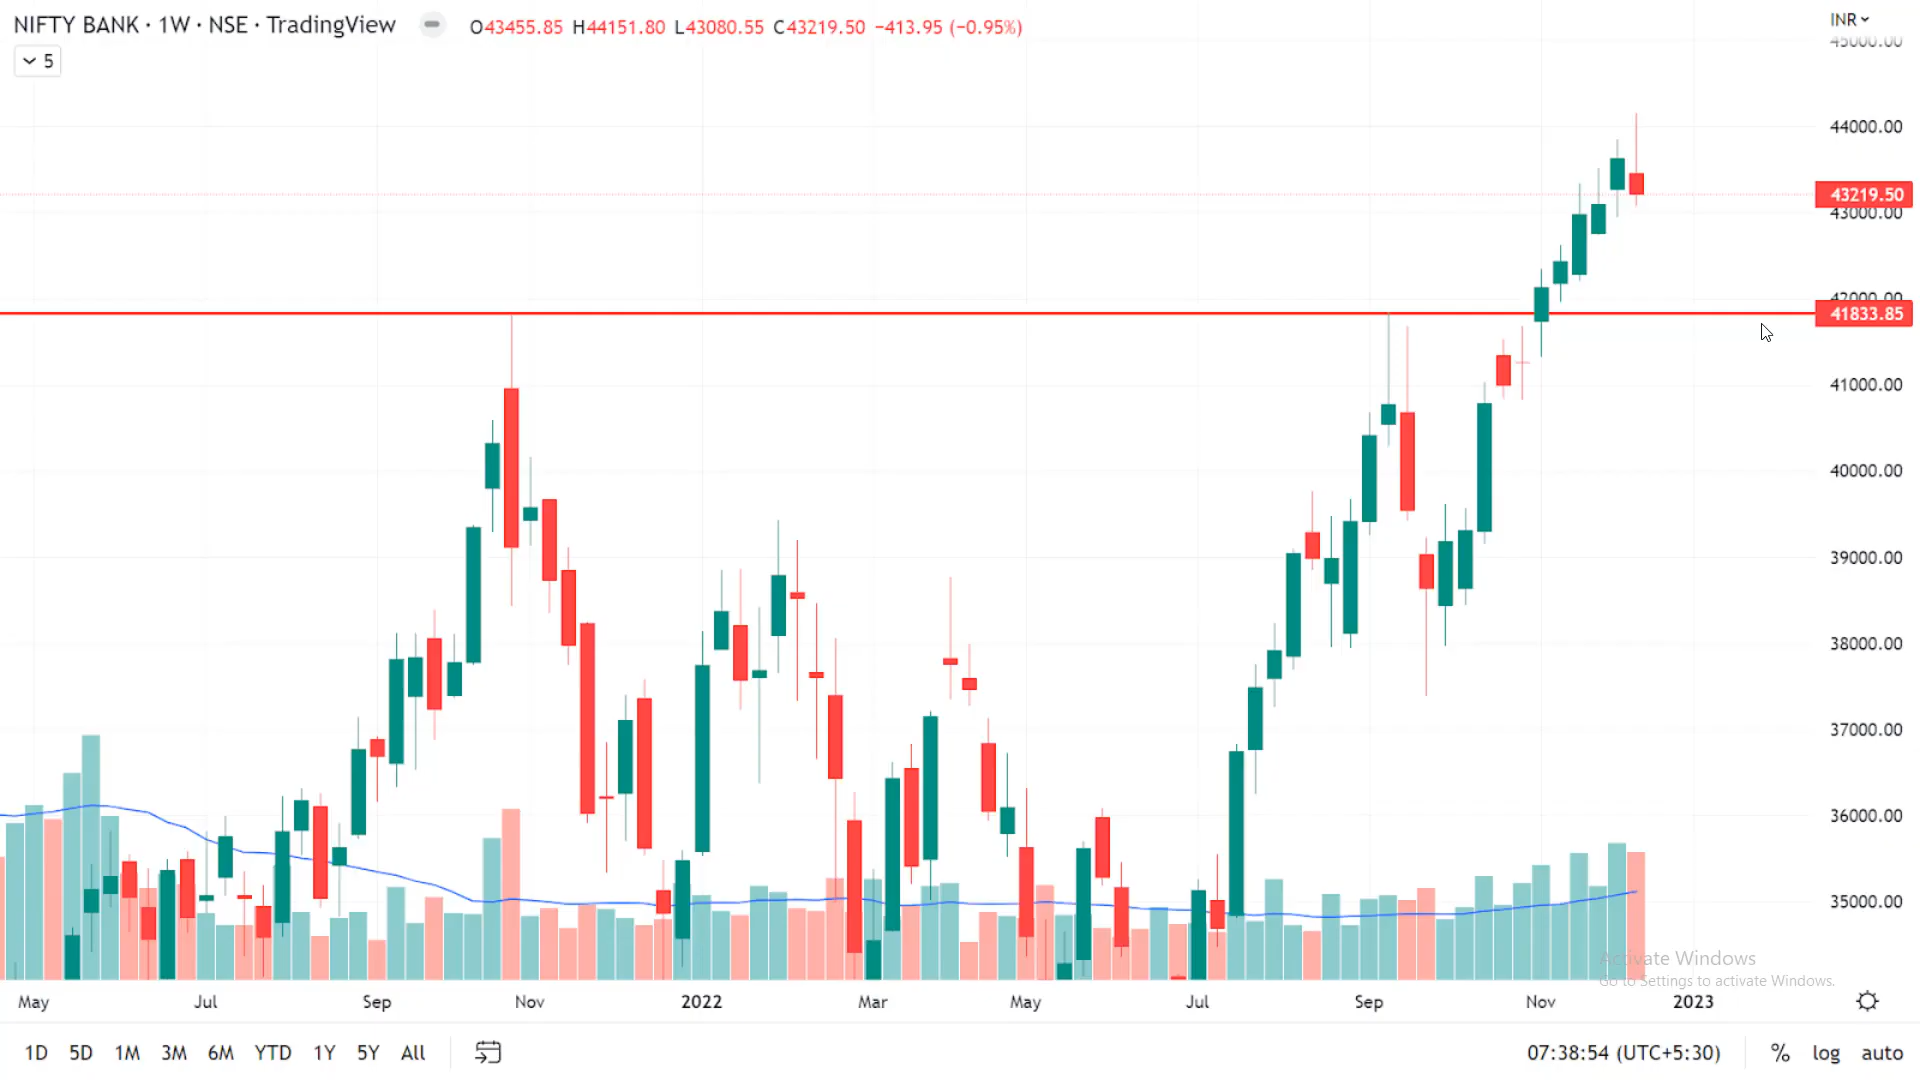 NIFTY BANK · 1W · NSE · TradingView O43455.85 H44151.80 L43080.55 C43219.50 −413.95 (−0.95%)
INR
5
45000.00
44000.00
43219.50
43000.00
42000.00
41833.85
41000.00
40000.00
39000.00
38000.00
37000.00
36000.00
35000.00
Activate Windows
Go to Settings to activate Windows.
May Jul Sep Nov 2022 Mar May Jul Sep Nov 2023
1D 5D 1M 3M 6M YTD 1Y 5Y All 07:38:54 (UTC+5:30) % log auto